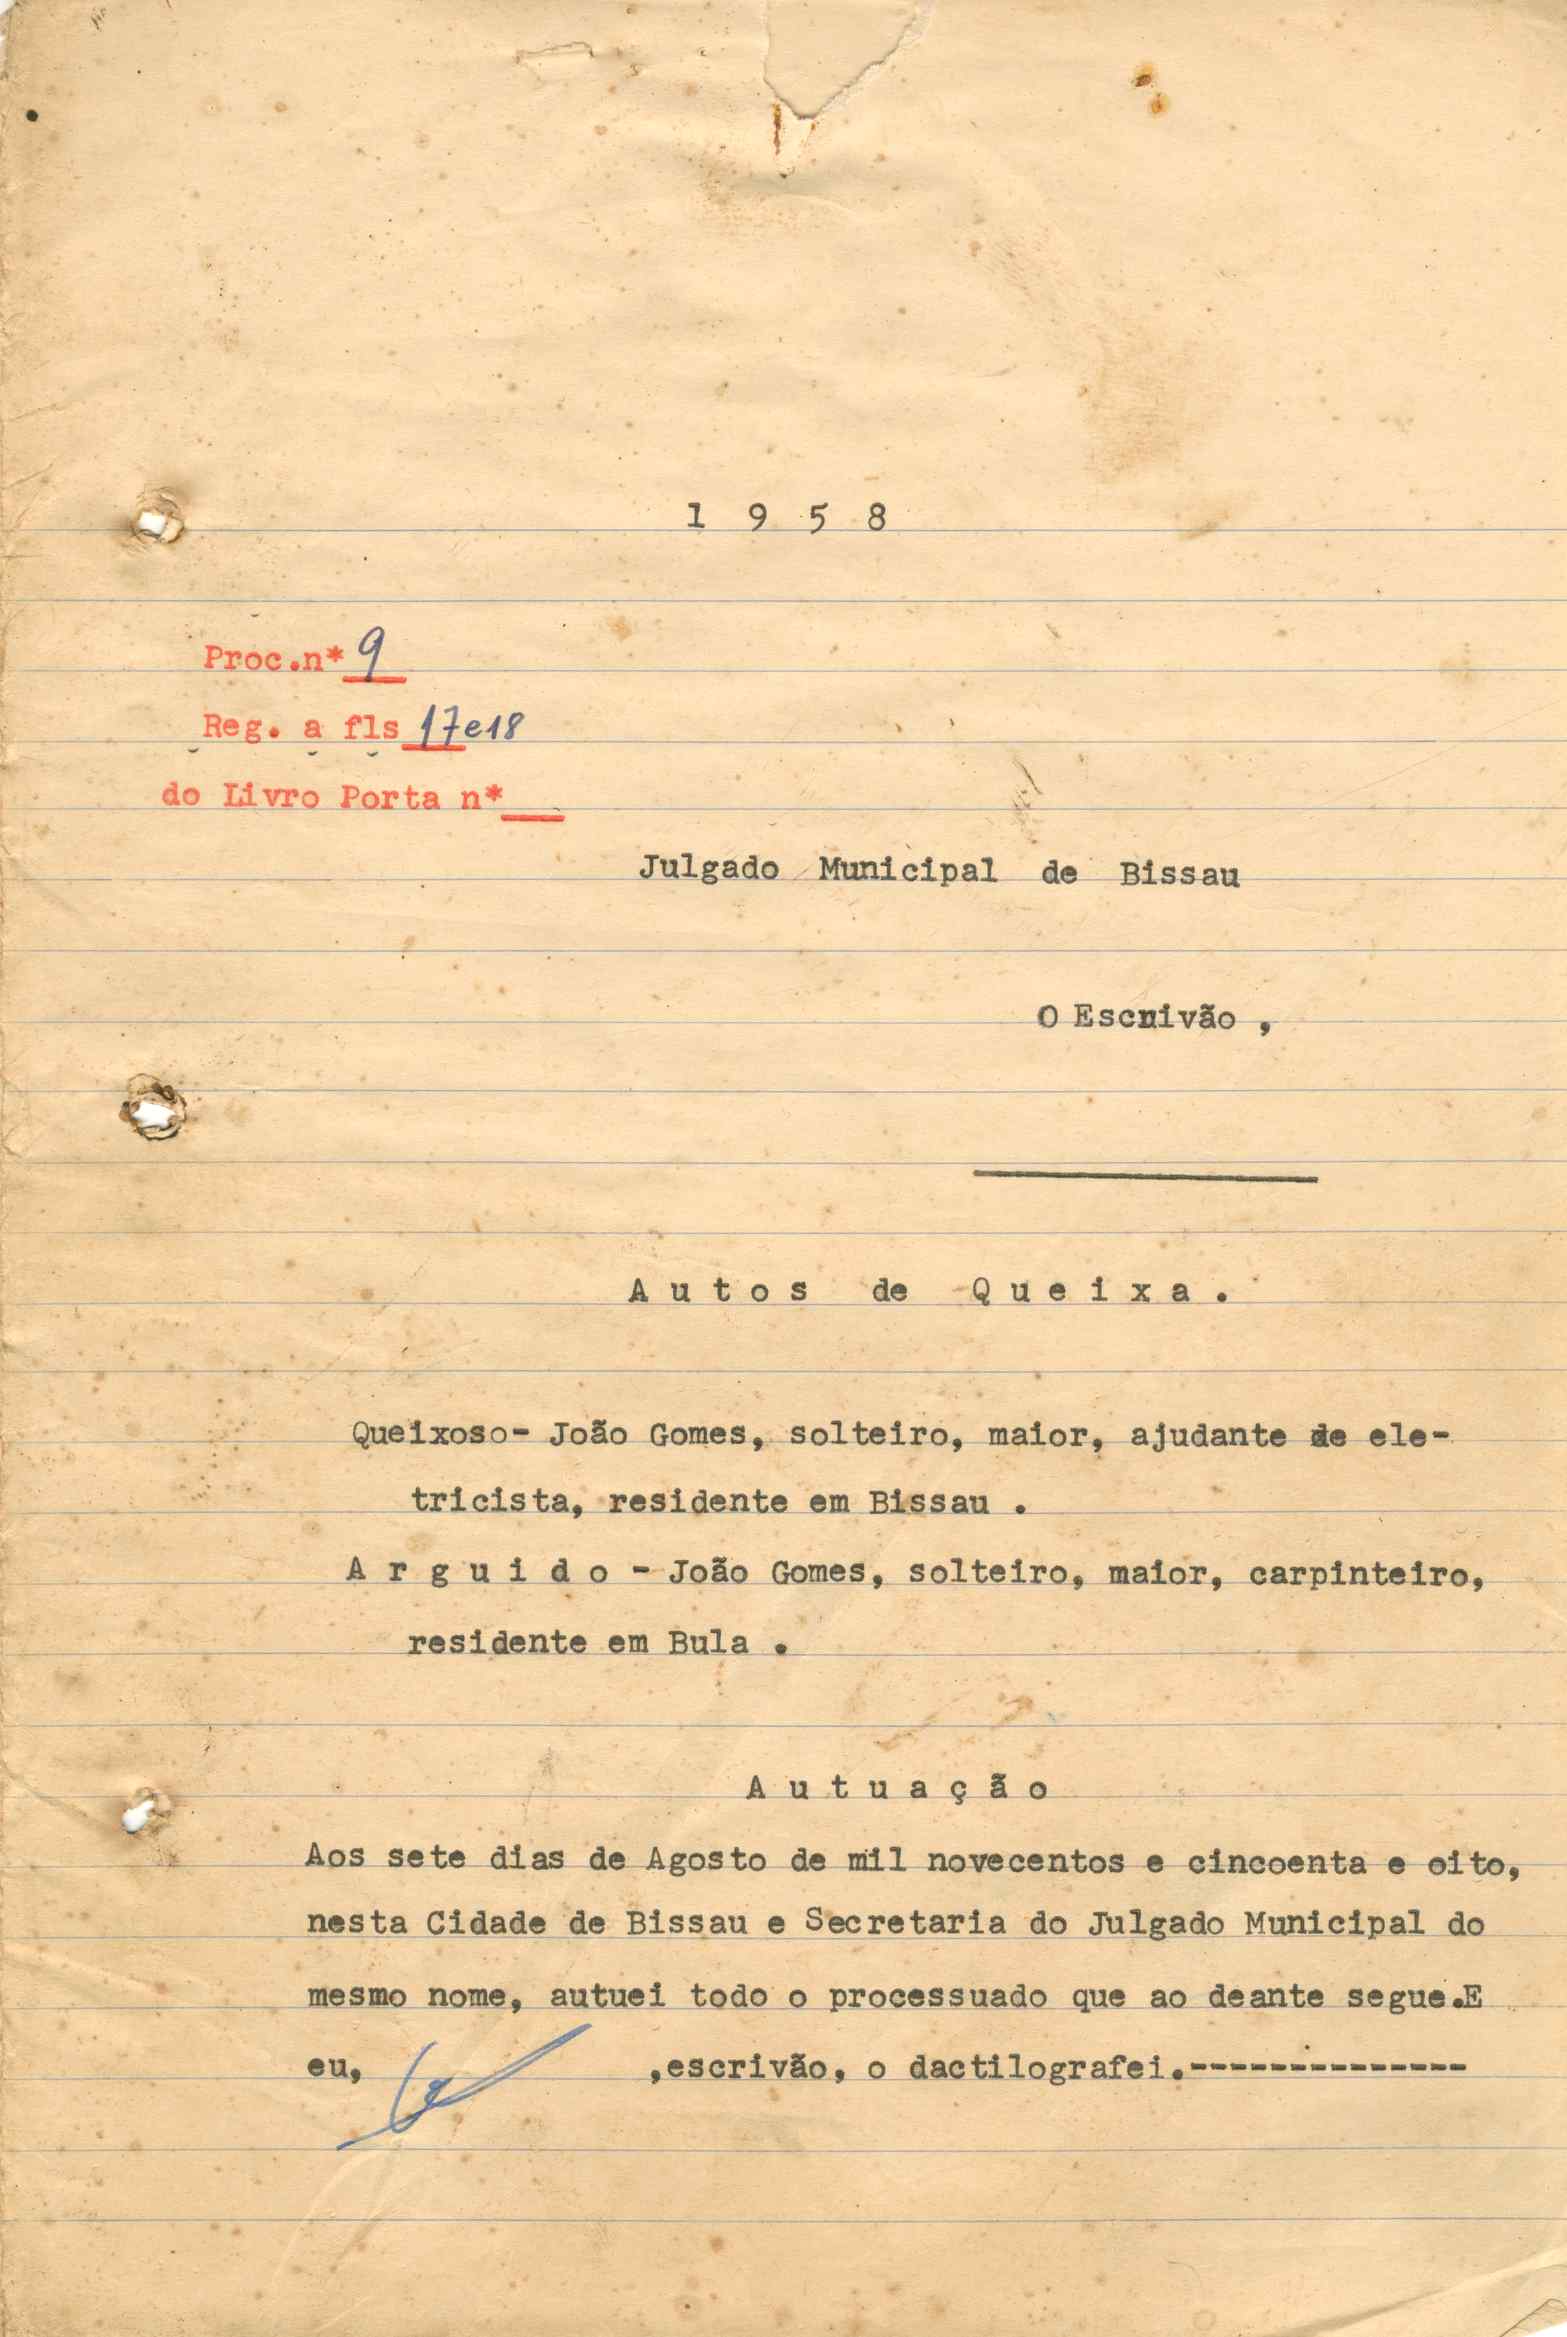 1 9 5 8
Proc.n* 9
Reg. a fls 17e18
do Livro Porta n*
Julgado Municipal de Bissau
O Escrivão ,
A u t o s de Q u e i x a .
Queixoso- João Gomes, solteiro, maior, ajudante de ele-
tricista, residente em Bissau .
A r g u i d o - João Gomes, solteiro, maior, carpinteiro,
residente em Bula .
A u t u a ç ã o
Aos sete dias de Agosto de mil novecentos e cincoenta e oito,
nesta Cidade de Bissau e Secretaria do Julgado Municipal do
mesmo nome, autuei todo o processuado que ao deante segue.E
eu, ,escrivão, o dactilografei.--------------